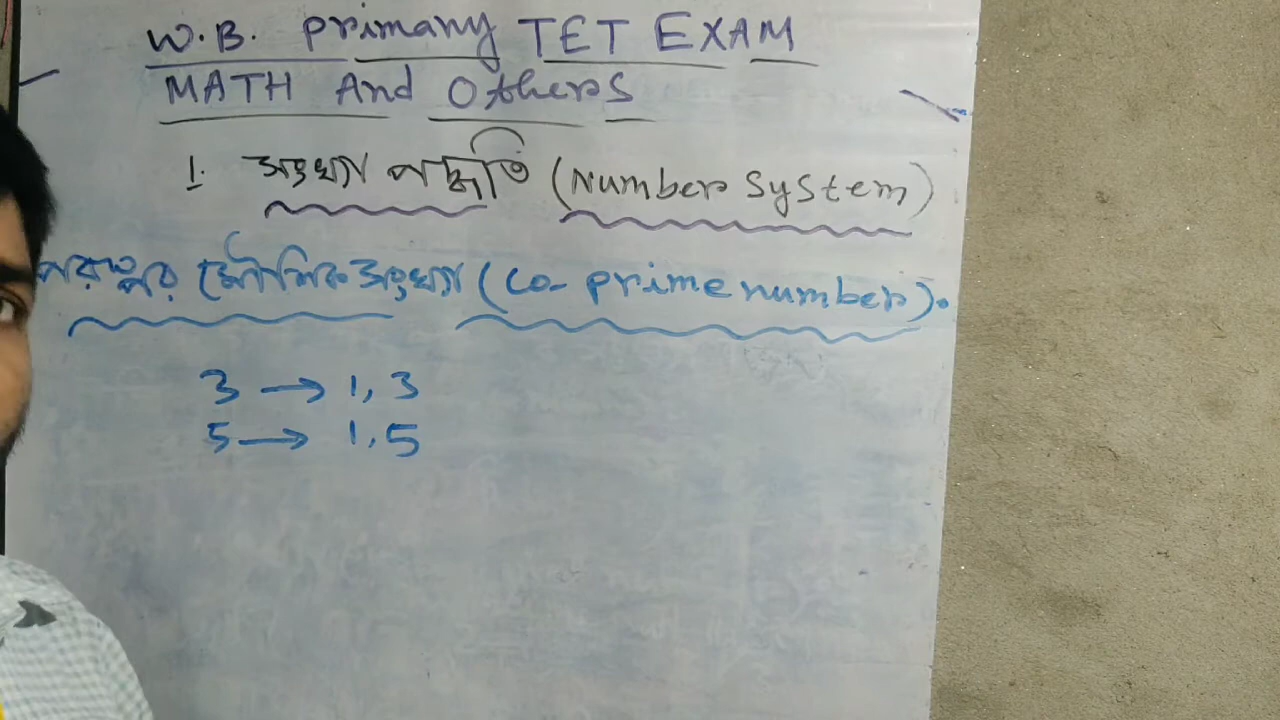 W.B. Primary TET EXAM
MATH And Others
1. সংখ্যা পদ্ধতি (Number System)
পরস্পর মৌলিক সংখ্যা (Co-prime number).
3 → 1, 3
5 → 1, 5